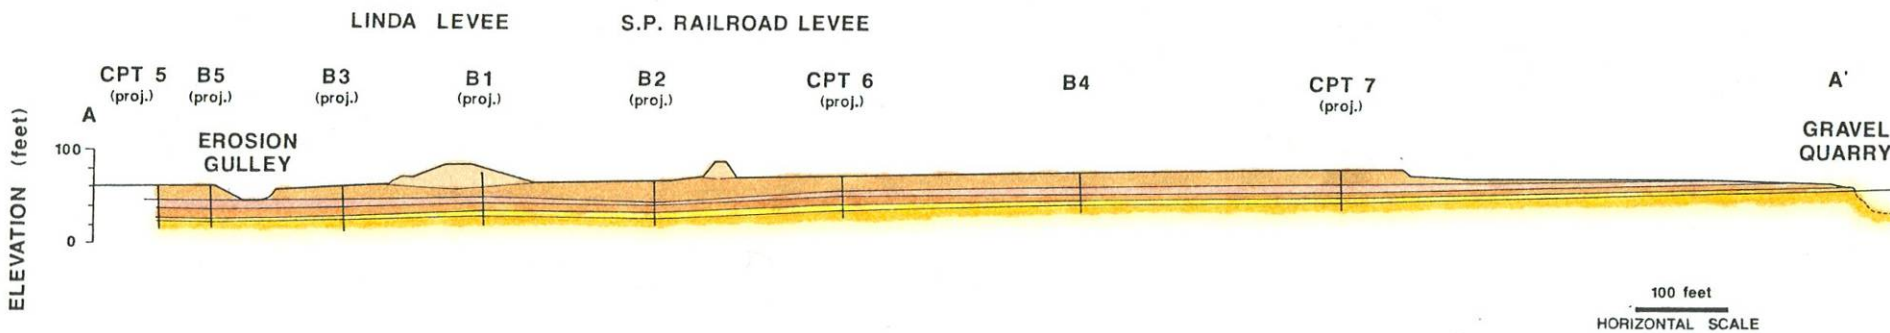 LINDA LEVEE
S.P. RAILROAD LEVEE
CPT 5
(proj.)
B5
(proj.)
B3
(proj.)
B1
(proj.)
B2
(proj.)
CPT 6
(proj.)
B4
CPT 7
(proj.)
A'
A
EROSION
GULLEY
GRAVEL
QUARRY
ELEVATION (feet)
100
0
100 feet
HORIZONTAL SCALE